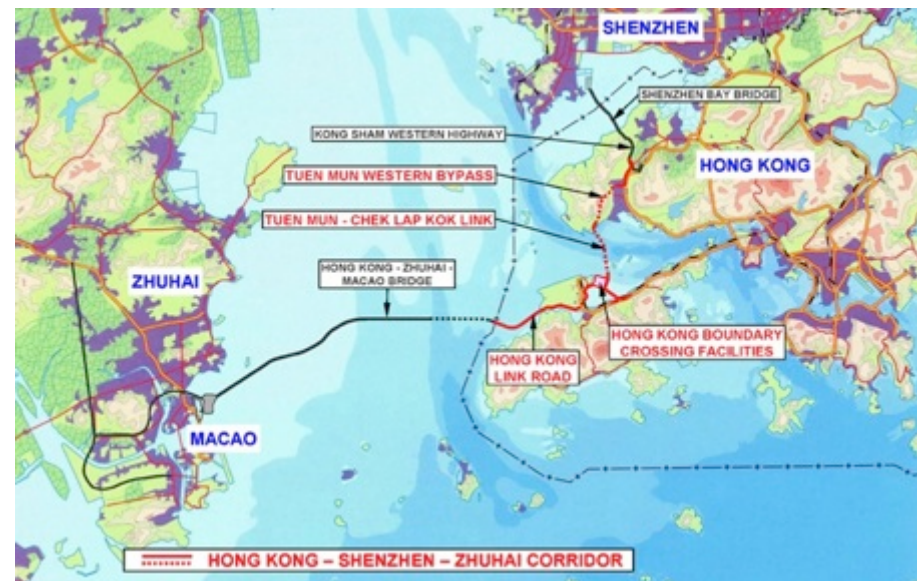 SHENZHEN
SHENZHEN BAY BRIDGE
KONG SHAM WESTERN HIGHWAY
HONG KONG
TUEN MUN WESTERN BYPASS
TUEN MUN - CHEK LAP KOK LINK
HONG KONG - ZHUHAI -
MACAO BRIDGE
ZHUHAI
HONG KONG BOUNDARY
CROSSING FACILITIES
HONG KONG
LINK ROAD
MACAO
HONG KONG – SHENZHEN – ZHUHAI CORRIDOR